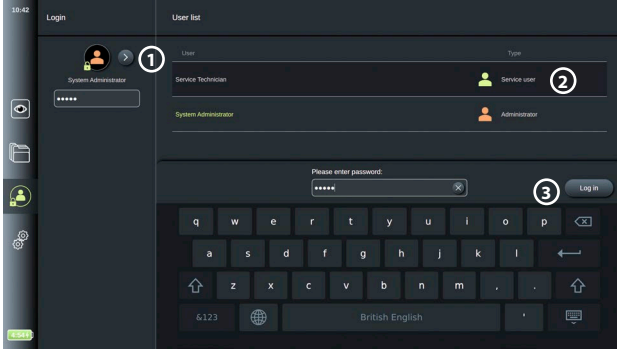 10:42
Login
User list
1
User
Type
System Administrator
Service Technician
Service user
2
•••••
System Administrator
Administrator
Please enter password:
•••••
3
Log in
q w e r t y u i o p
a s d f g h j k l
z x c v b n m , .
&123
British English
'